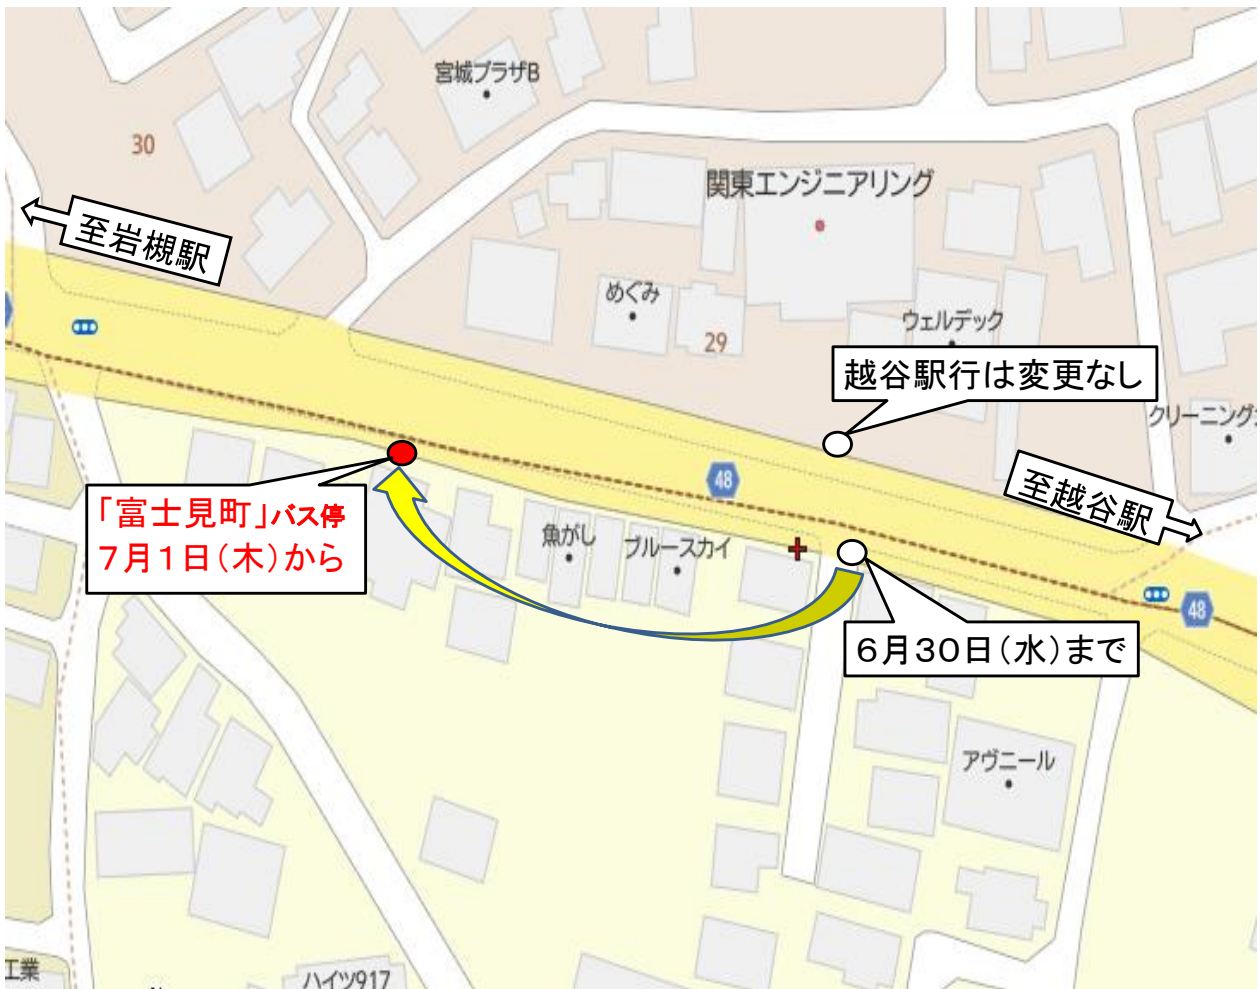 宮城プラザB
30
関東エンジニアリング
至岩槻駅
めぐみ
29
ウェルデック
越谷駅行は変更なし
クリーニング
48
至越谷駅
「富士見町」バス停
7月1日(木)から
魚がし
ブルースカイ
48
6月30日(水)まで
アヴニール
工業
ハイツ917